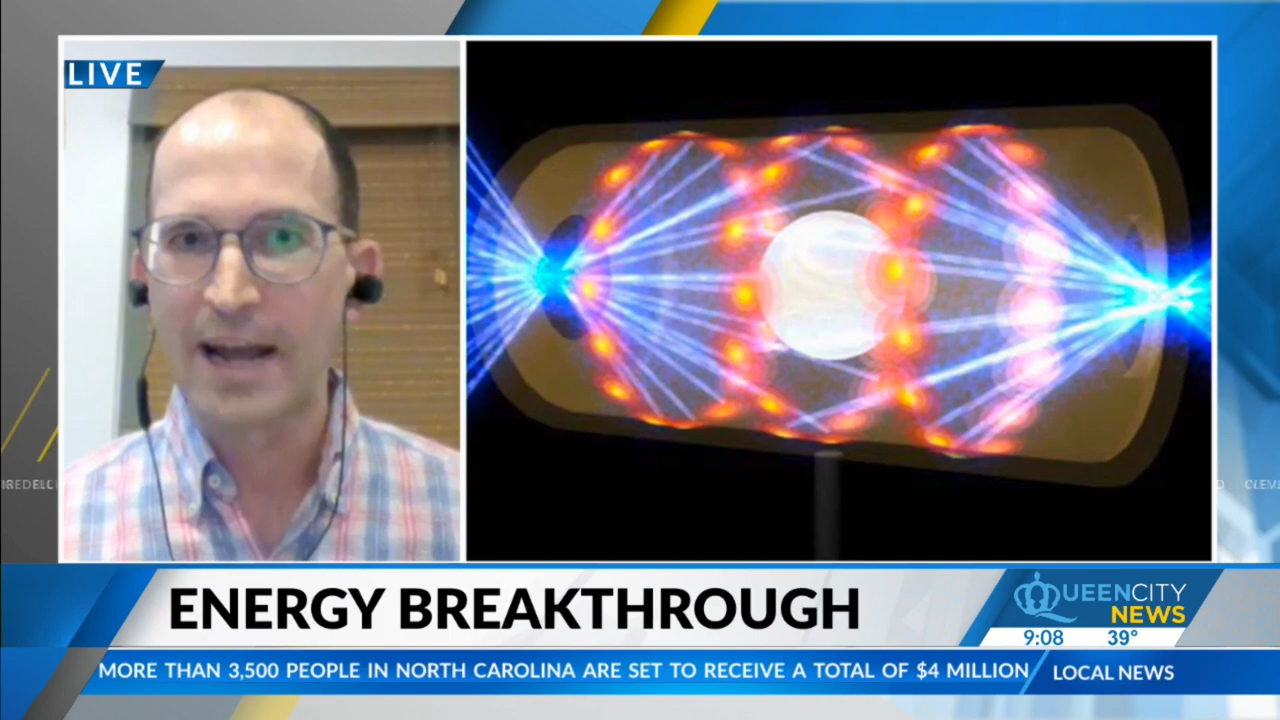 LIVE
ENERGY BREAKTHROUGH
QUEENCITY
NEWS
9:08 39°
MORE THAN 3,500 PEOPLE IN NORTH CAROLINA ARE SET TO RECEIVE A TOTAL OF $4 MILLION
LOCAL NEWS